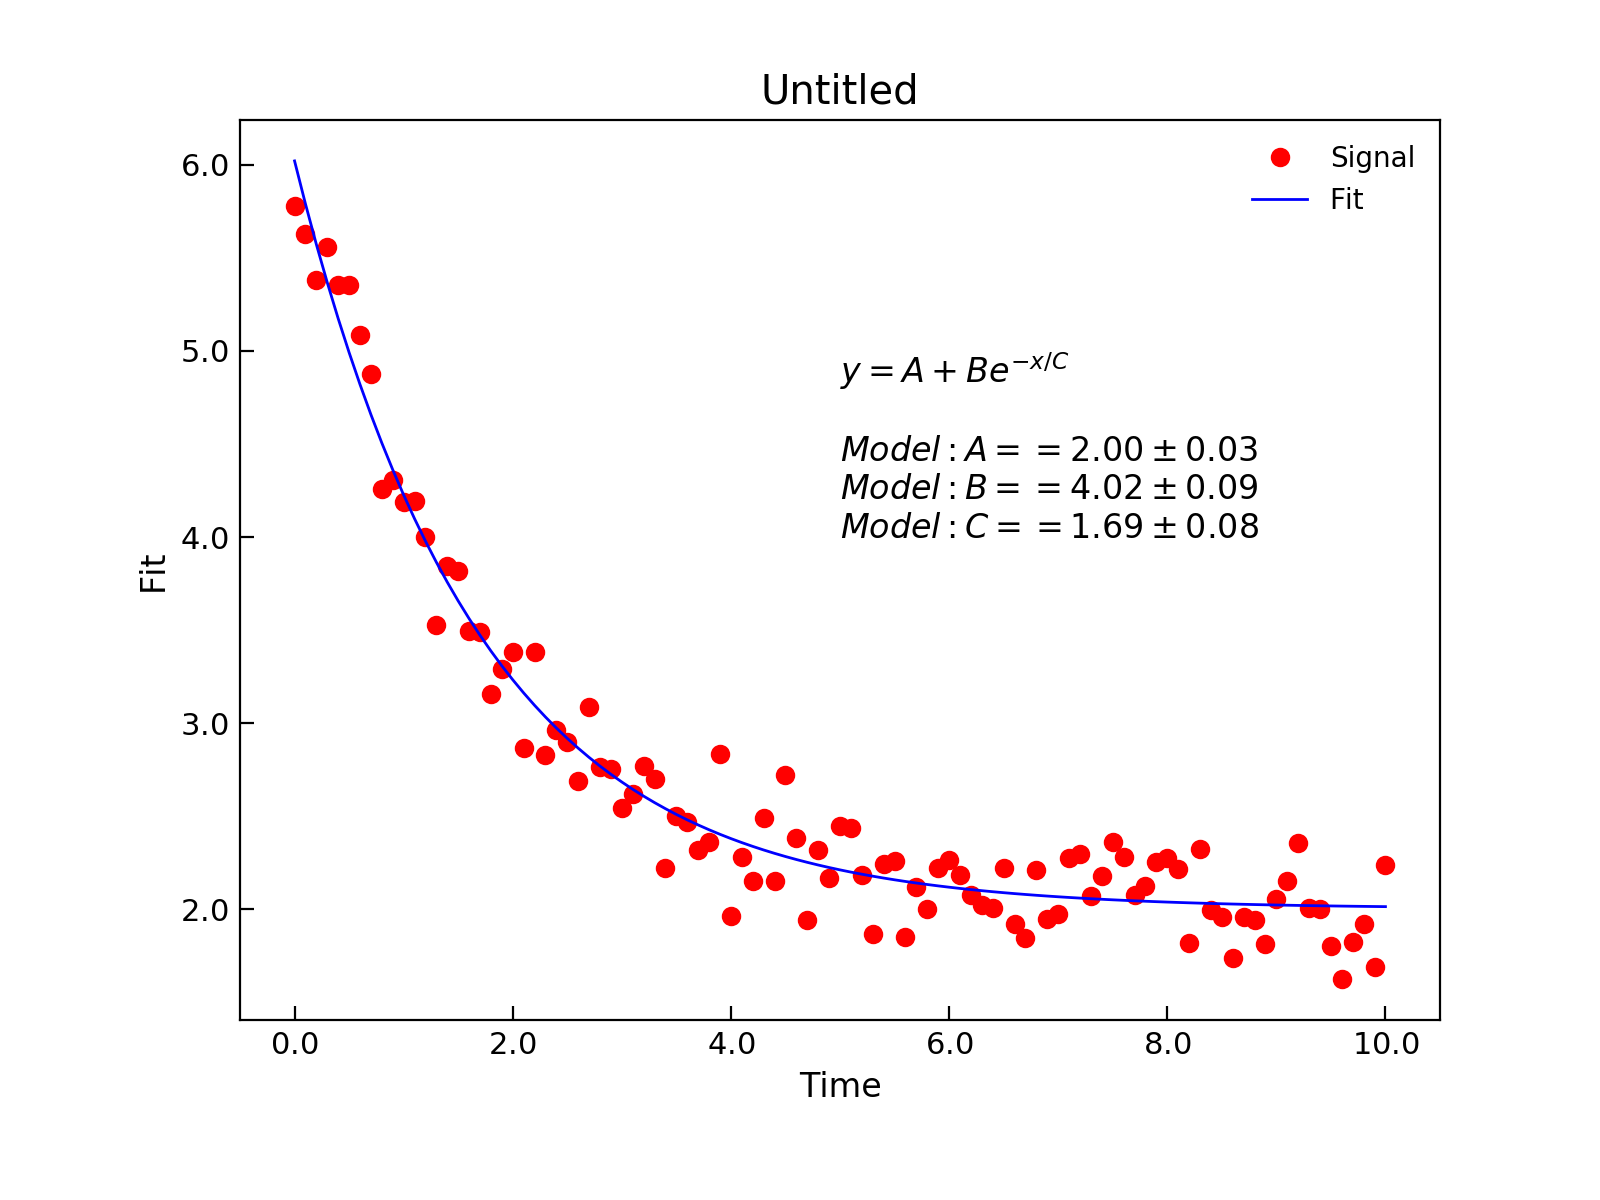 Untitled
6.0
5.0
4.0
3.0
2.0
Fit
Signal
Fit
y = A + Be^{-x/C}
Model : A = = 2.00 ± 0.03
Model : B = = 4.02 ± 0.09
Model : C = = 1.69 ± 0.08
0.0 2.0 4.0 6.0 8.0 10.0
Time